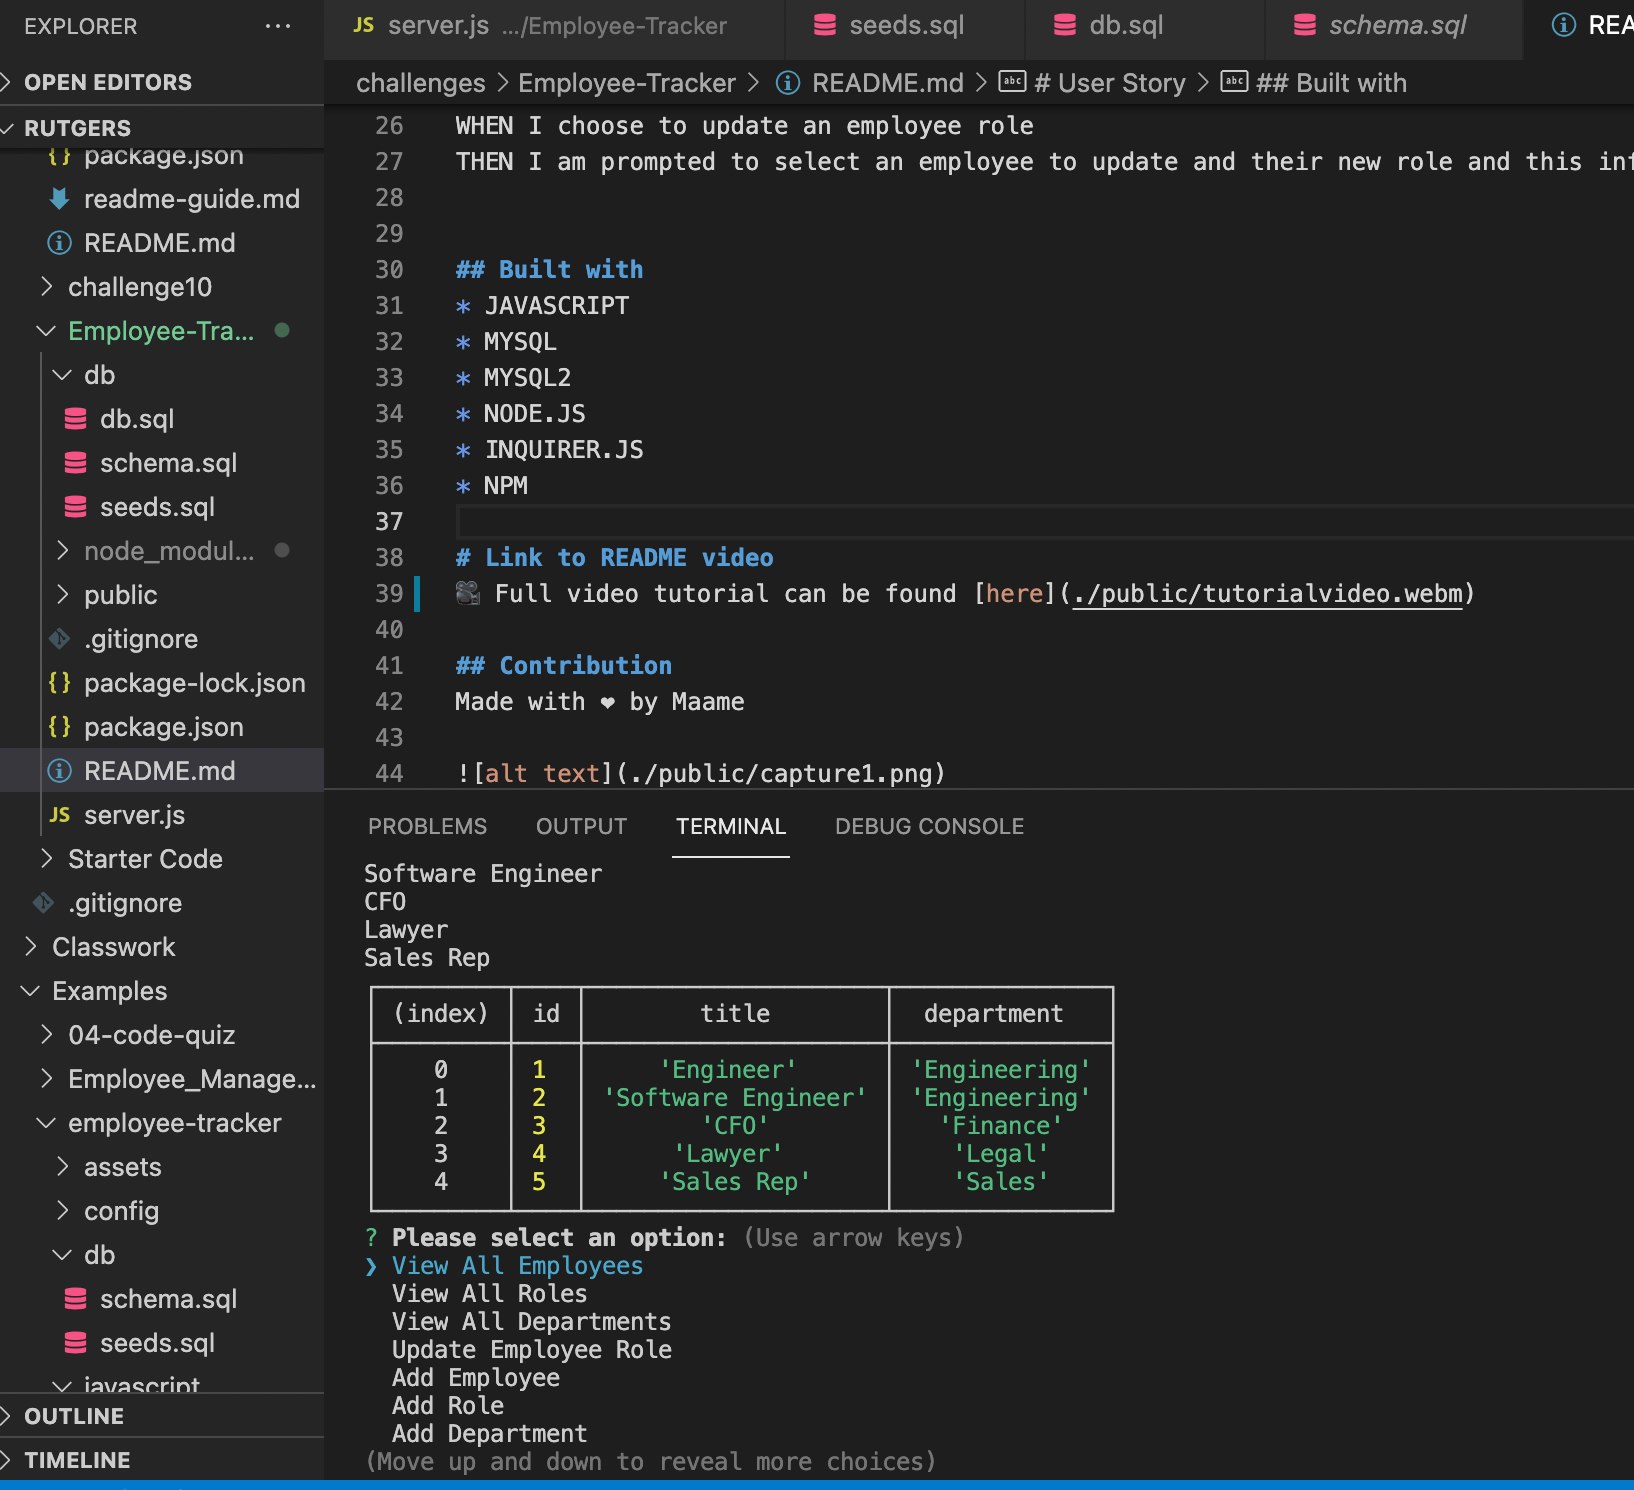 EXPLORER ...
OPEN EDITORS
RUTGERS
{} package.json
readme-guide.md
README.md
challenge10
Employee-Tra...
db
db.sql
schema.sql
seeds.sql
node_modul...
public
.gitignore
{} package-lock.json
{} package.json
README.md
JS server.js
Starter Code
.gitignore
Classwork
Examples
04-code-quiz
Employee_Manage...
employee-tracker
assets
config
db
schema.sql
seeds.sql
javascript
OUTLINE
TIMELINE
JS server.js .../Employee-Tracker seeds.sql db.sql schema.sql REA
challenges > Employee-Tracker > README.md > # User Story > ## Built with
26 WHEN I choose to update an employee role
27 THEN I am prompted to select an employee to update and their new role and this inf
28
29
30 ## Built with
31 * JAVASCRIPT
32 * MYSQL
33 * MYSQL2
34 * NODE.JS
35 * INQUIRER.JS
36 * NPM
37
38 # Link to README video
39 🎥 Full video tutorial can be found [here](./public/tutorialvideo.webm)
40
41 ## Contribution
42 Made with ❤ by Maame
43
44 ![alt text](./public/capture1.png)
PROBLEMS OUTPUT TERMINAL DEBUG CONSOLE
Software Engineer
CFO
Lawyer
Sales Rep
(index) id title department
0 1 'Engineer' 'Engineering'
1 2 'Software Engineer' 'Engineering'
2 3 'CFO' 'Finance'
3 4 'Lawyer' 'Legal'
4 5 'Sales Rep' 'Sales'
? Please select an option: (Use arrow keys)
❯ View All Employees
View All Roles
View All Departments
Update Employee Role
Add Employee
Add Role
Add Department
(Move up and down to reveal more choices)